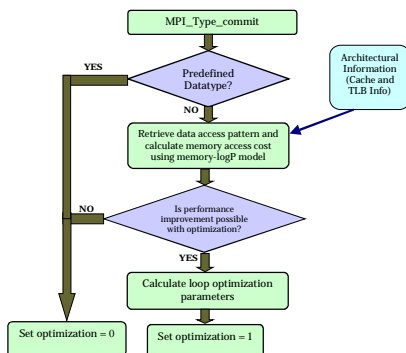 MPI_Type_commit
Predefined
Datatype?
YES
Architectural
Information
(Cache and
TLB Info)
NO
Retrieve data access pattern and
calculate memory access cost
using memory-logP model
Is performance
improvement possible
with optimization?
NO
YES
Calculate loop optimization
parameters
Set optimization = 0
Set optimization = 1